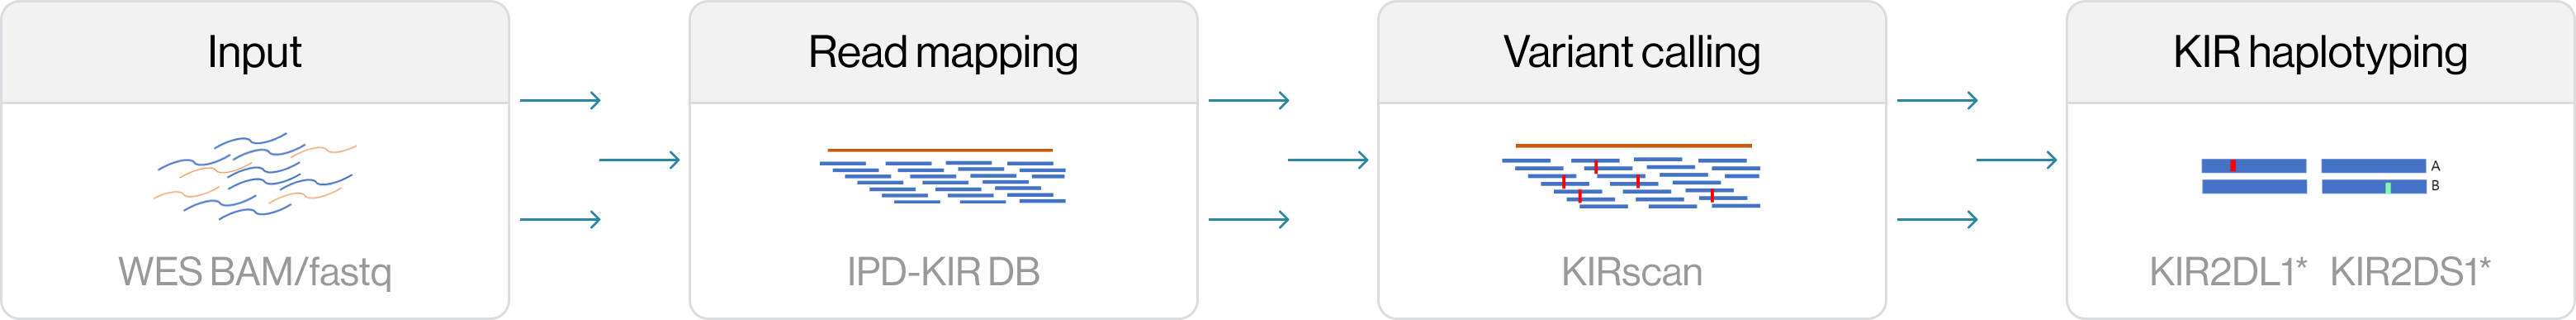 Input
WES BAM/fastq
Read mapping
IPD-KIR DB
Variant calling
KIRscan
KIR haplotyping
A
B
KIR2DL1* KIR2DS1*